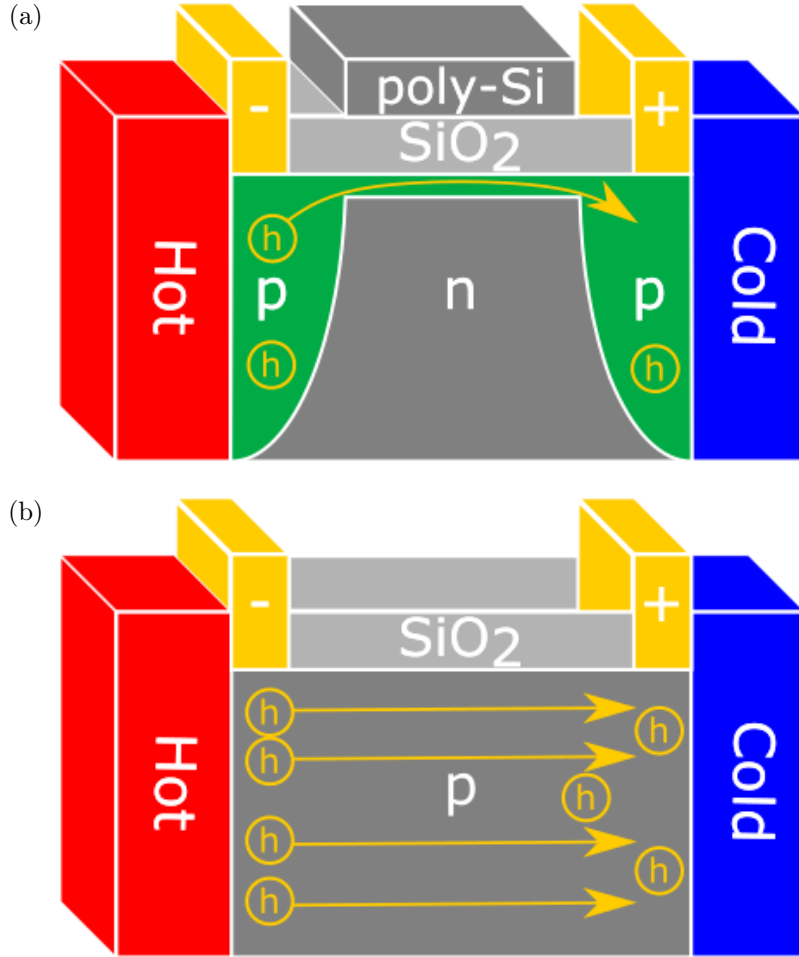 (a)
poly-Si
- +
SiO2
Hot
h
p n p
Cold
h h
(b)
- +
SiO2
Hot
h h
h
p h
Cold
h h
h